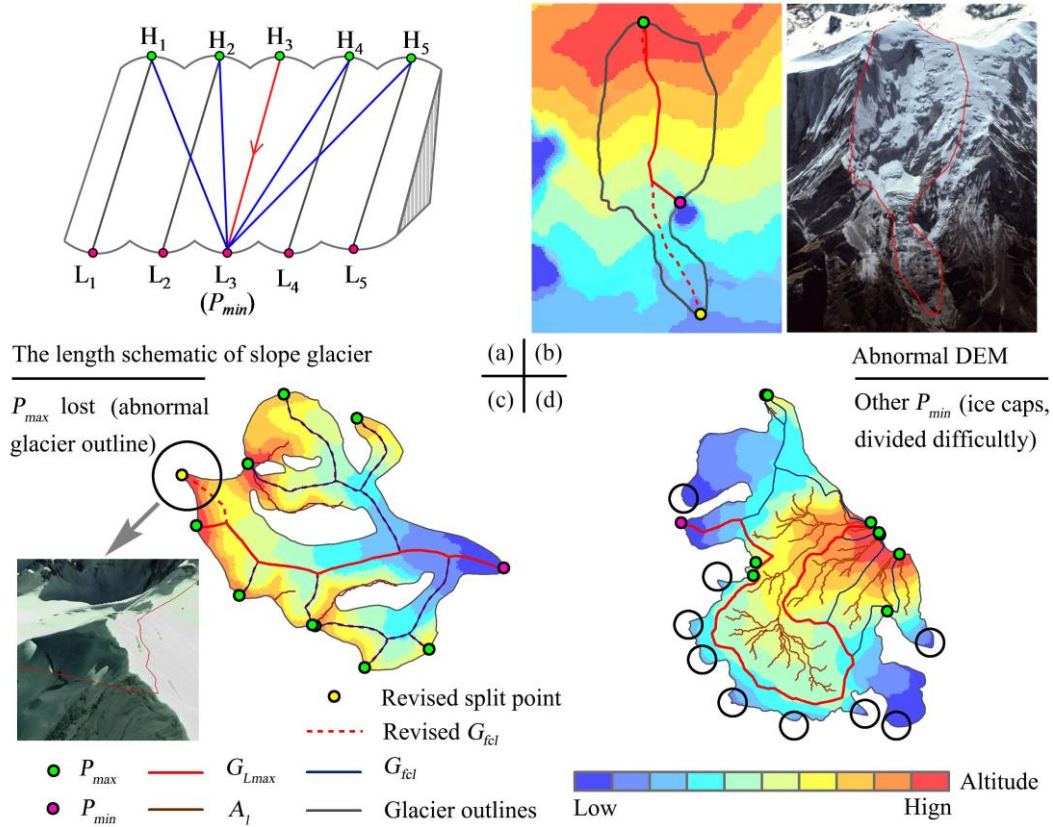 H1 H2 H3 H4 H5
L1 L2 L3 L4 L5
(Pmin)
The length schematic of slope glacier
(a) (b)
(c) (d)
Abnormal DEM
Pmax lost (abnormal
glacier outline)
Other Pmin (ice caps,
divided difficultly)
Revised split point
Revised Gfcl
Pmax GLmax Gfcl
Pmin Al Glacier outlines
Altitude
Low Hign